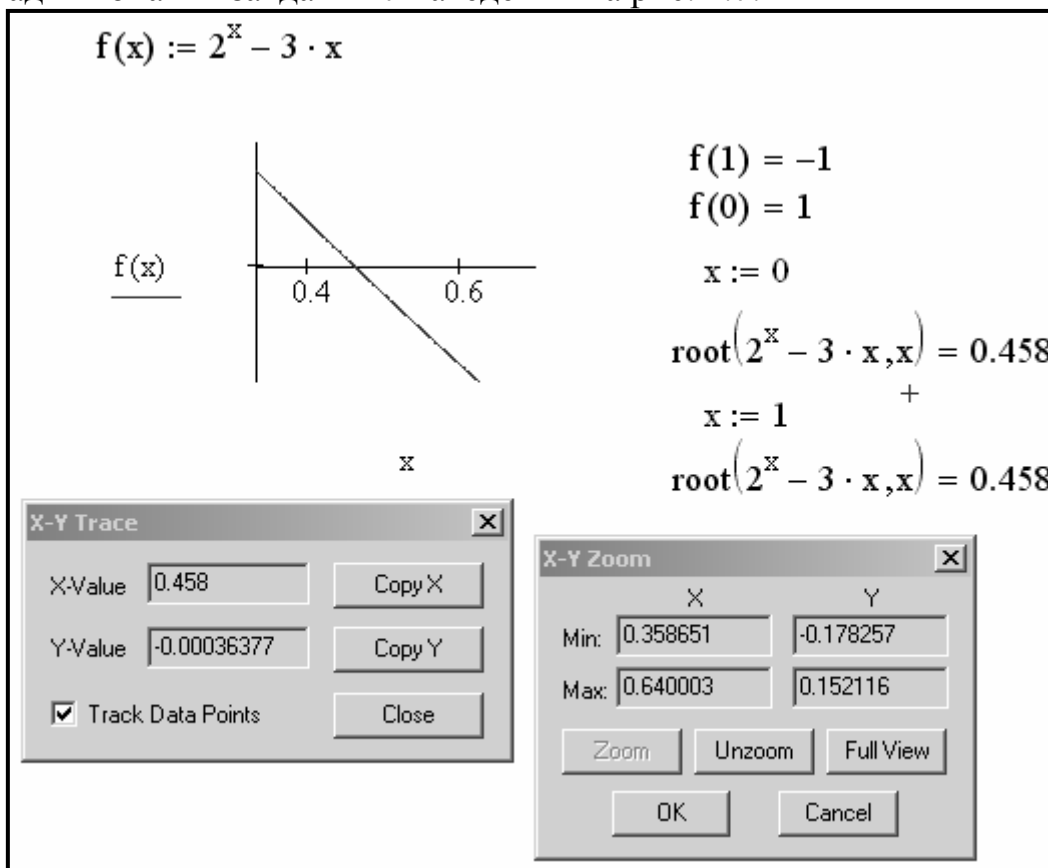 f(x) := 2^x − 3 · x
f(x)
0.4 0.6
x
f(1) = −1
f(0) = 1
x := 0
root(2^x − 3 · x ,x) = 0.458
x := 1
root(2^x − 3 · x ,x) = 0.458
X-Y Trace
X-Value 0.458 Copy X
Y-Value -0.00036377 Copy Y
Track Data Points Close
X-Y Zoom
X Y
Min: 0.358651 -0.178257
Max: 0.640003 0.152116
Zoom Unzoom Full View
OK Cancel